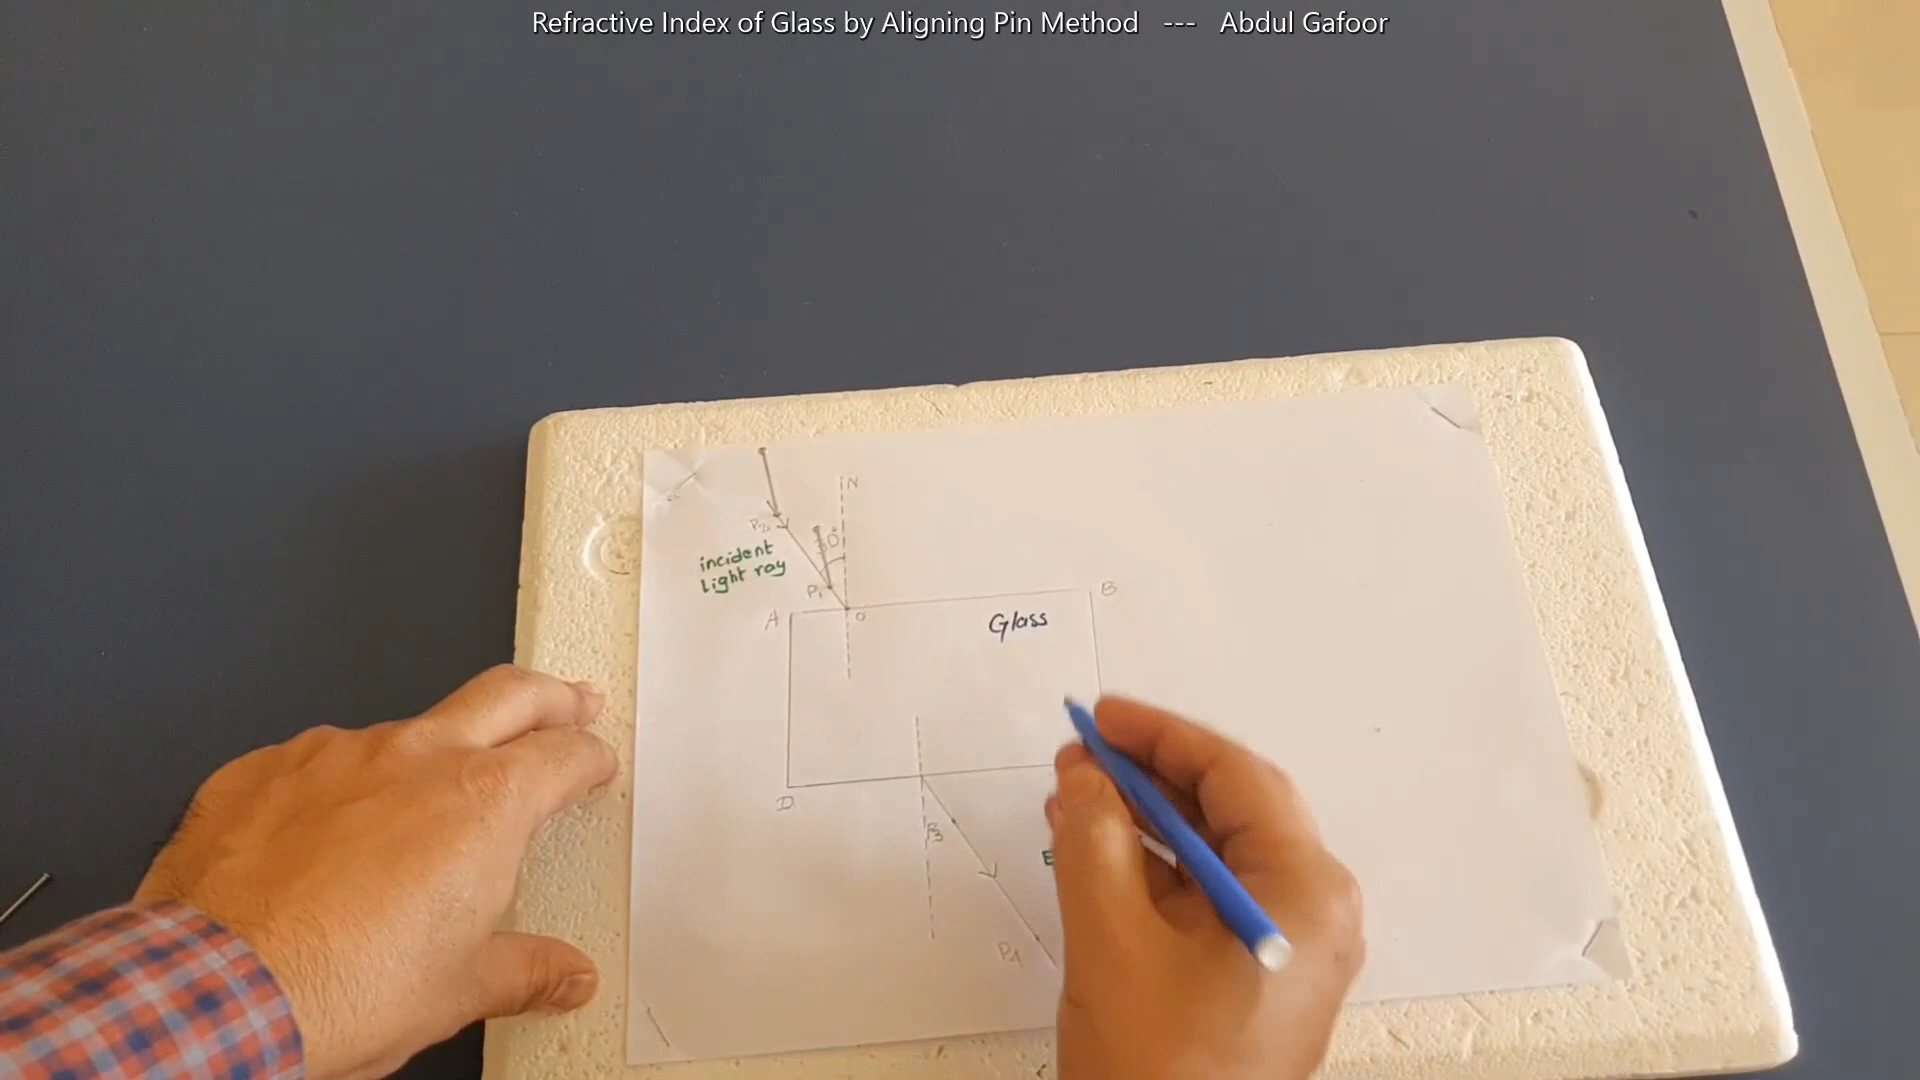 Refractive Index of Glass by Aligning Pin Method --- Abdul Gafoor
N
P2
30°
incident
light ray
P1
A
O
B
Glass
D
P3
E
P4